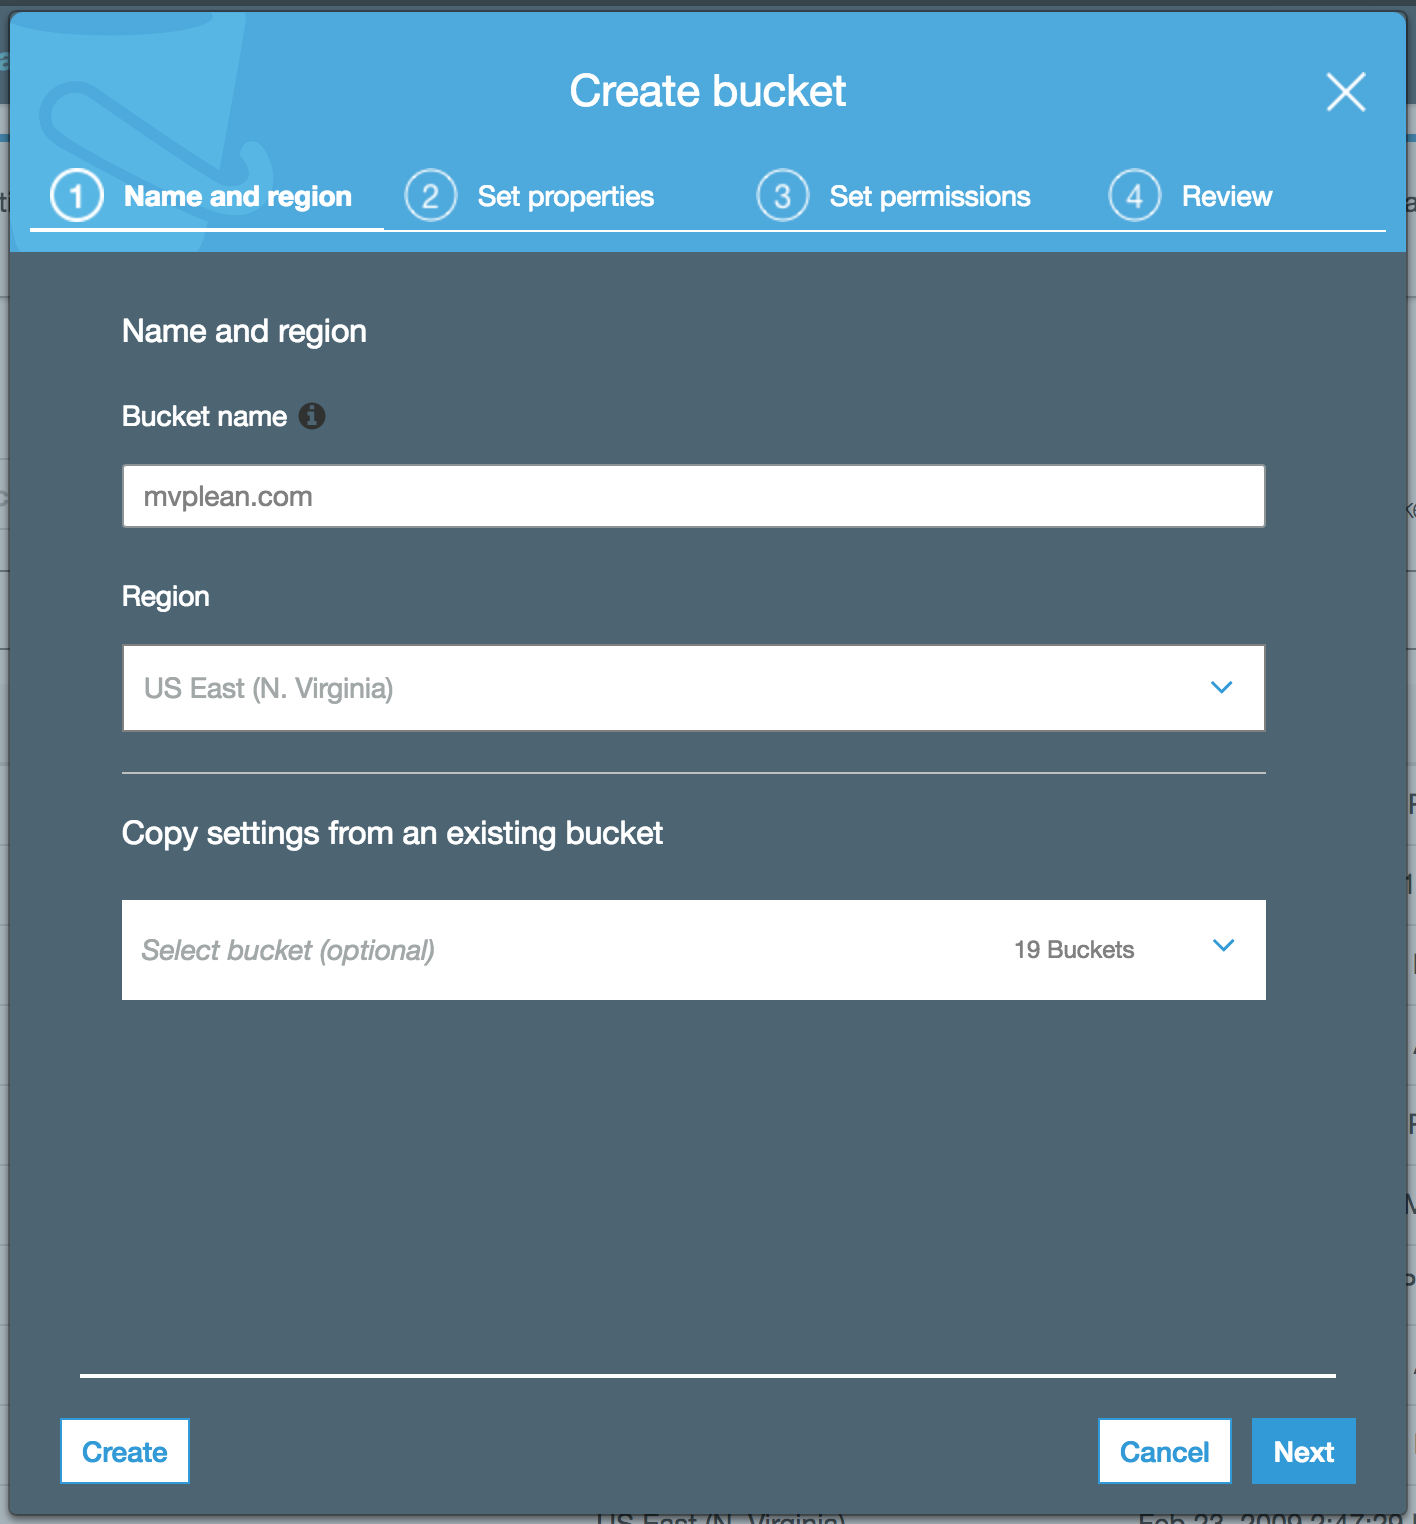 Create bucket
1 Name and region 2 Set properties 3 Set permissions 4 Review
Name and region
Bucket name
mvplean.com
Region
US East (N. Virginia)
Copy settings from an existing bucket
Select bucket (optional) 19 Buckets
Create Cancel Next
US East (N. Virginia) Feb 23, 2009 2:47:29